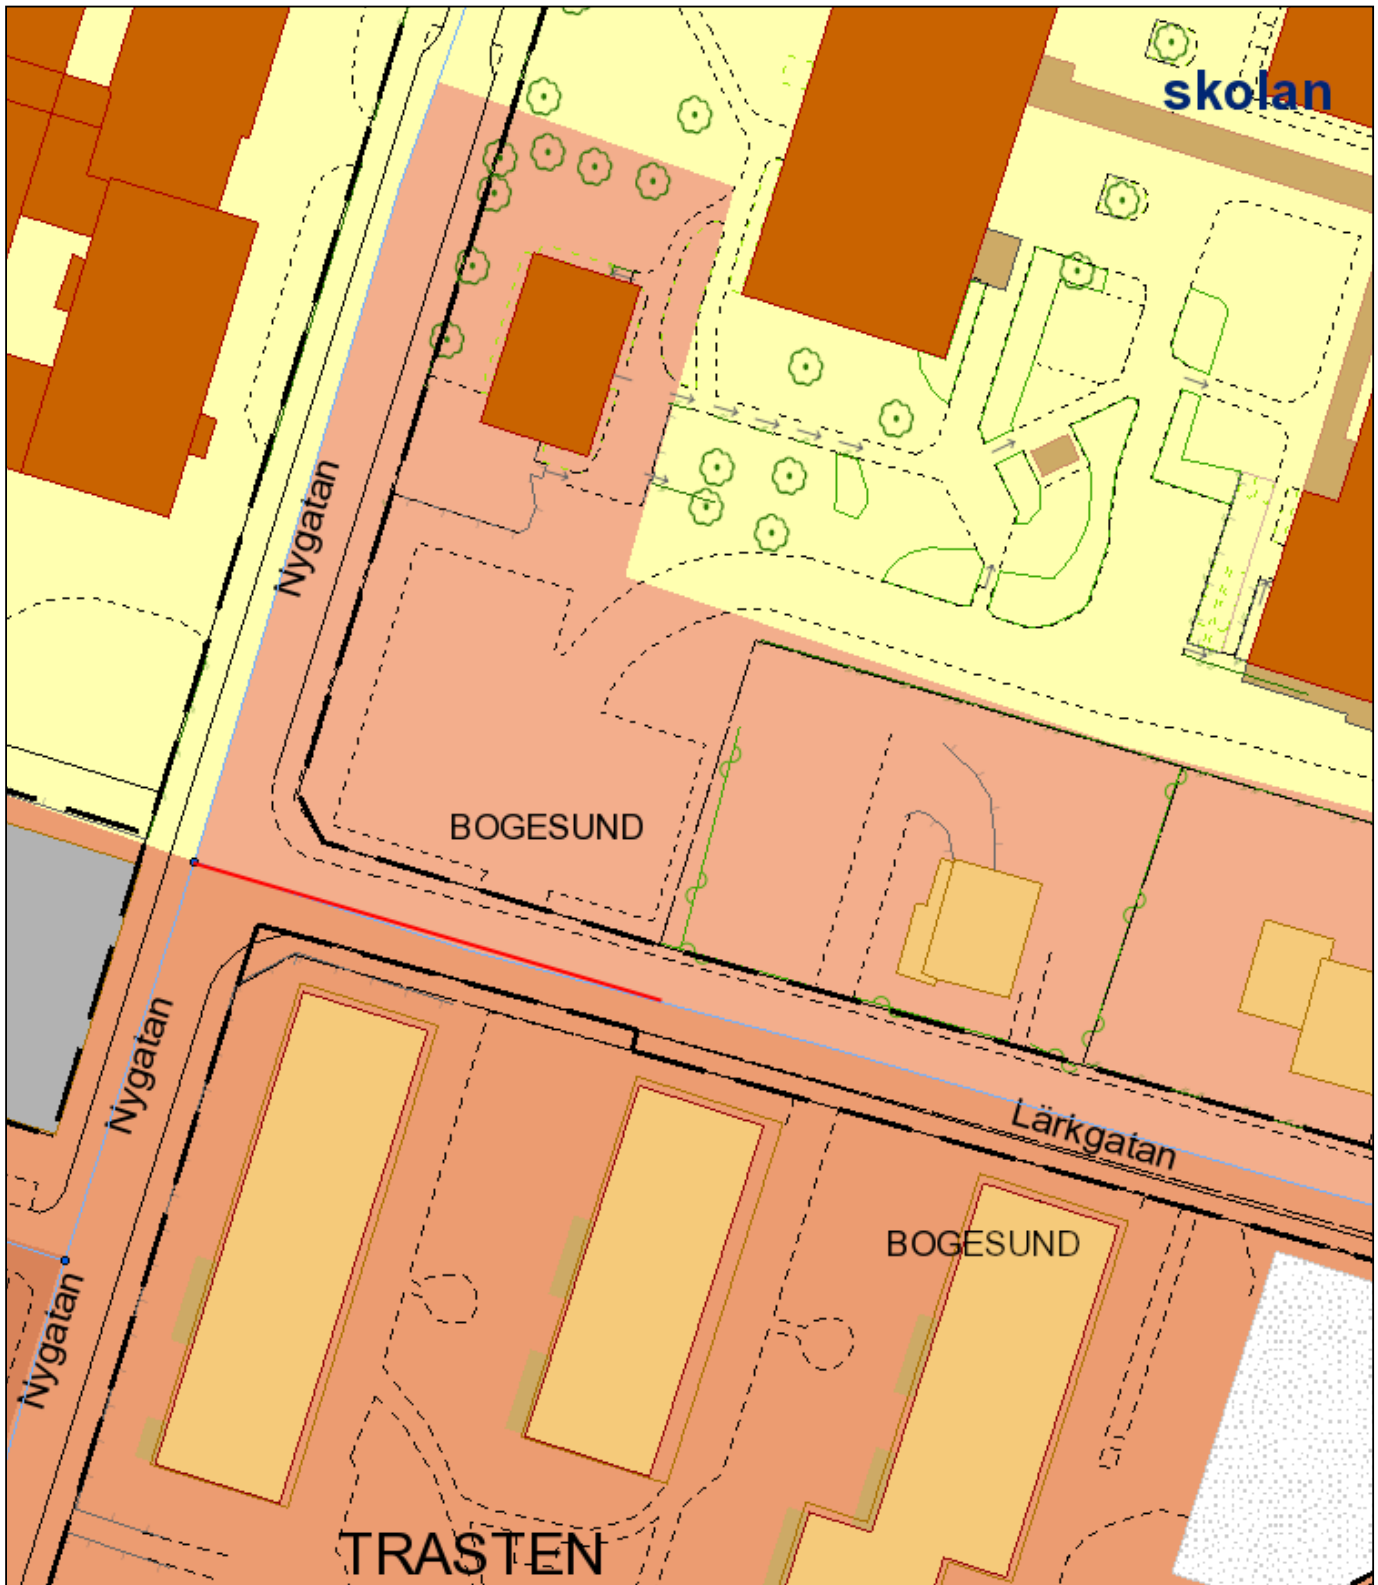 skolan
Nygatan
BOGESUND
Nygatan
Lärkgatan
BOGESUND
Nygatan
TRASTEN